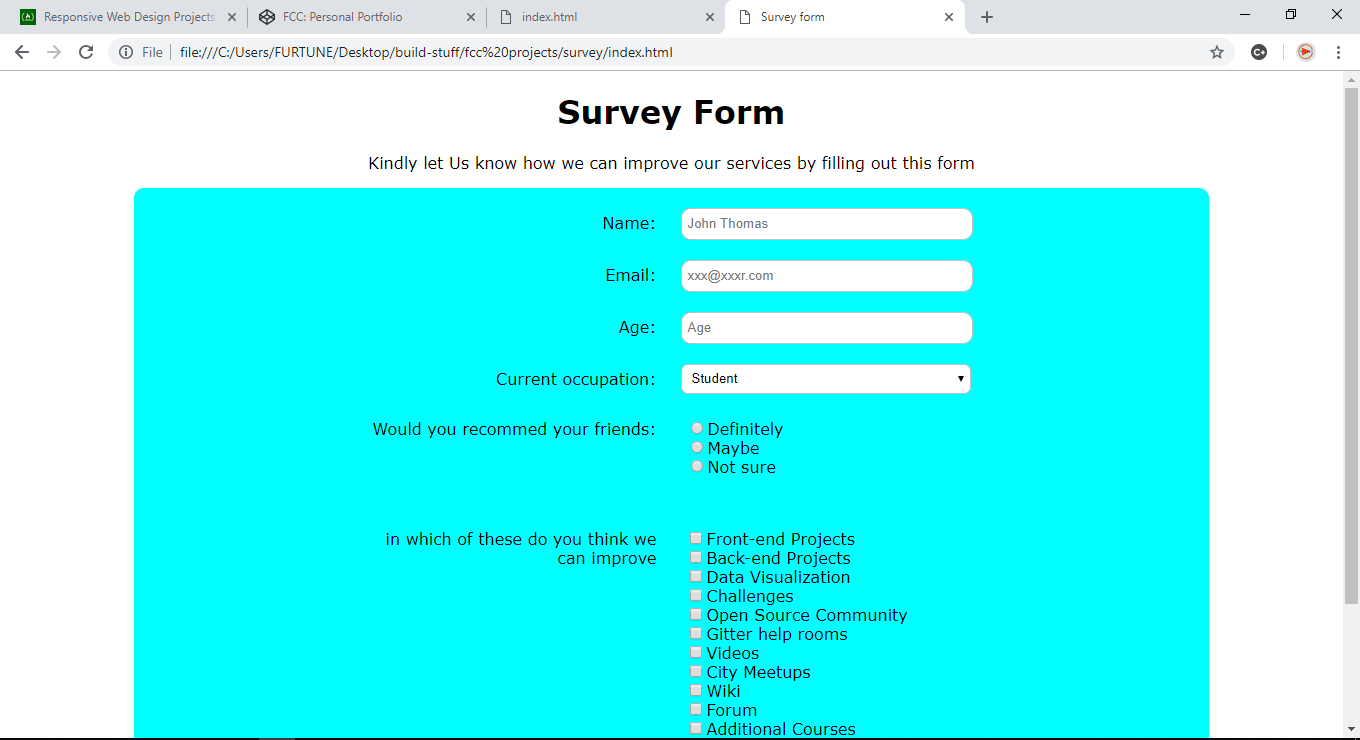 Responsive Web Design Projects
FCC: Personal Portfolio
index.html
Survey form
File
file:///C:/Users/FURTUNE/Desktop/build-stuff/fcc%20projects/survey/index.html
Survey Form
Kindly let Us know how we can improve our services by filling out this form
Name: John Thomas
Email: xxx@xxxr.com
Age: Age
Current occupation: Student
Would you recommed your friends: Definitely
Maybe
Not sure
in which of these do you think we
can improve
Front-end Projects
Back-end Projects
Data Visualization
Challenges
Open Source Community
Gitter help rooms
Videos
City Meetups
Wiki
Forum
Additional Courses